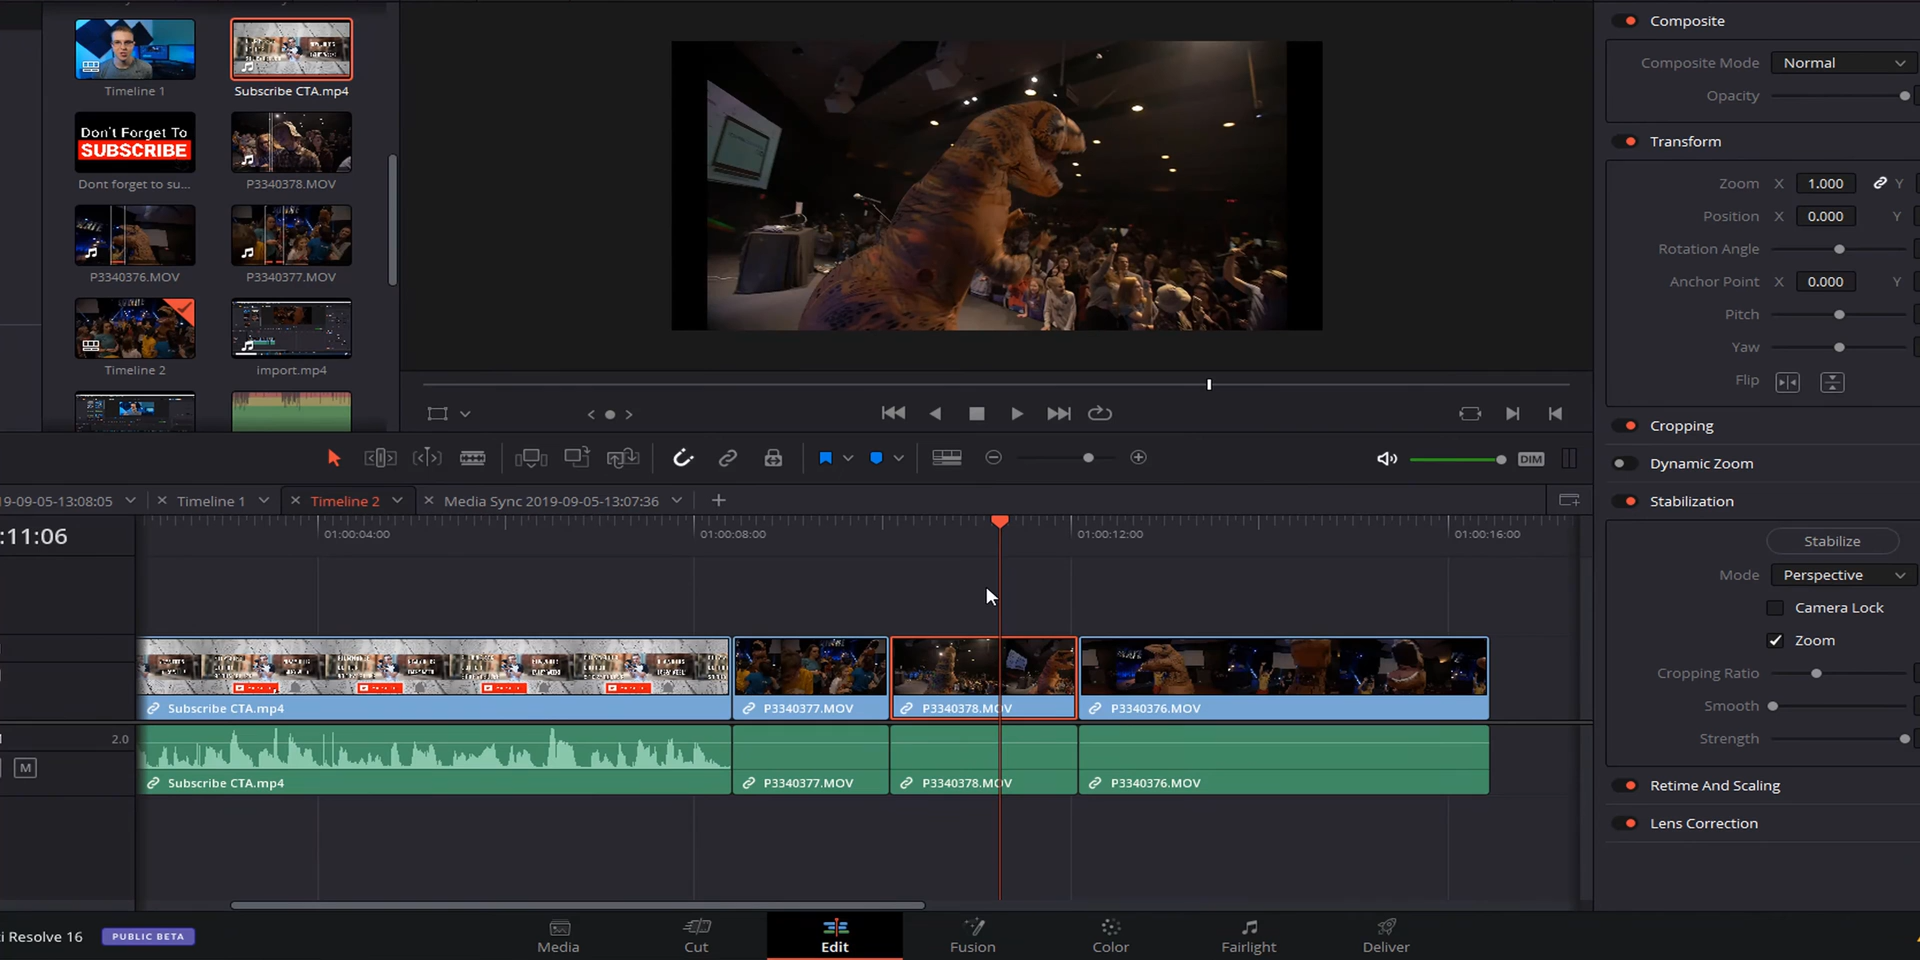 Timeline 1
Subscribe CTA.mp4
Don't Forget To
SUBSCRIBE
Dont forget to su...
P3340378.MOV
P3340376.MOV
P3340377.MOV
Timeline 2
import.mp4
Composite
Composite Mode
Normal
Opacity
Transform
Zoom X 1.000 Y
Position X 0.000 Y
Rotation Angle
Anchor Point X 0.000 Y
Pitch
Yaw
Flip
Cropping
Dynamic Zoom
Stabilization
Stabilize
Mode Perspective
Camera Lock
Zoom
Cropping Ratio
Smooth
Strength
Retime And Scaling
Lens Correction
DIM
9-09-05-13:08:05
Timeline 1
Timeline 2
Media Sync 2019-09-05-13:07:36
:11:06
01:00:04:00
01:00:08:00
01:00:12:00
01:00:16:00
Subscribe CTA.mp4
P3340377.MOV
P3340378.MOV
P3340376.MOV
2.0
M
Subscribe CTA.mp4
P3340377.MOV
P3340378.MOV
P3340376.MOV
i Resolve 16
PUBLIC BETA
Media
Cut
Edit
Fusion
Color
Fairlight
Deliver